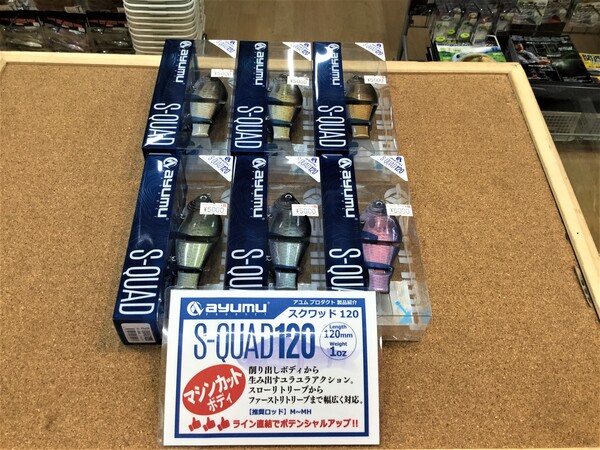 ayumu
S-QUAD
S-QUAD120
¥5000
ayumu
S-QUAD
S-QUAD120
¥5000
ayumu
S-QUAD
S-QUAD120
¥5000
ayumu
S-QUAD
S-QUAD120
¥5000
ayumu
S-QUAD
S-QUAD120
¥5000
ayumu
S-QUAD
S-QUAD120
¥5000
ayumu
アユム プロダクト 製品紹介
スクワッド 120
S-QUAD120
Length
120mm
Weight
1oz
マシンカット
ボディ
削り出しボディから
生み出すユラユラアクション。
スローリトリーブから
ファーストリトリーブまで幅広く対応。
【推奨ロッド】M~MH
ライン直結でポテンシャルアップ!!